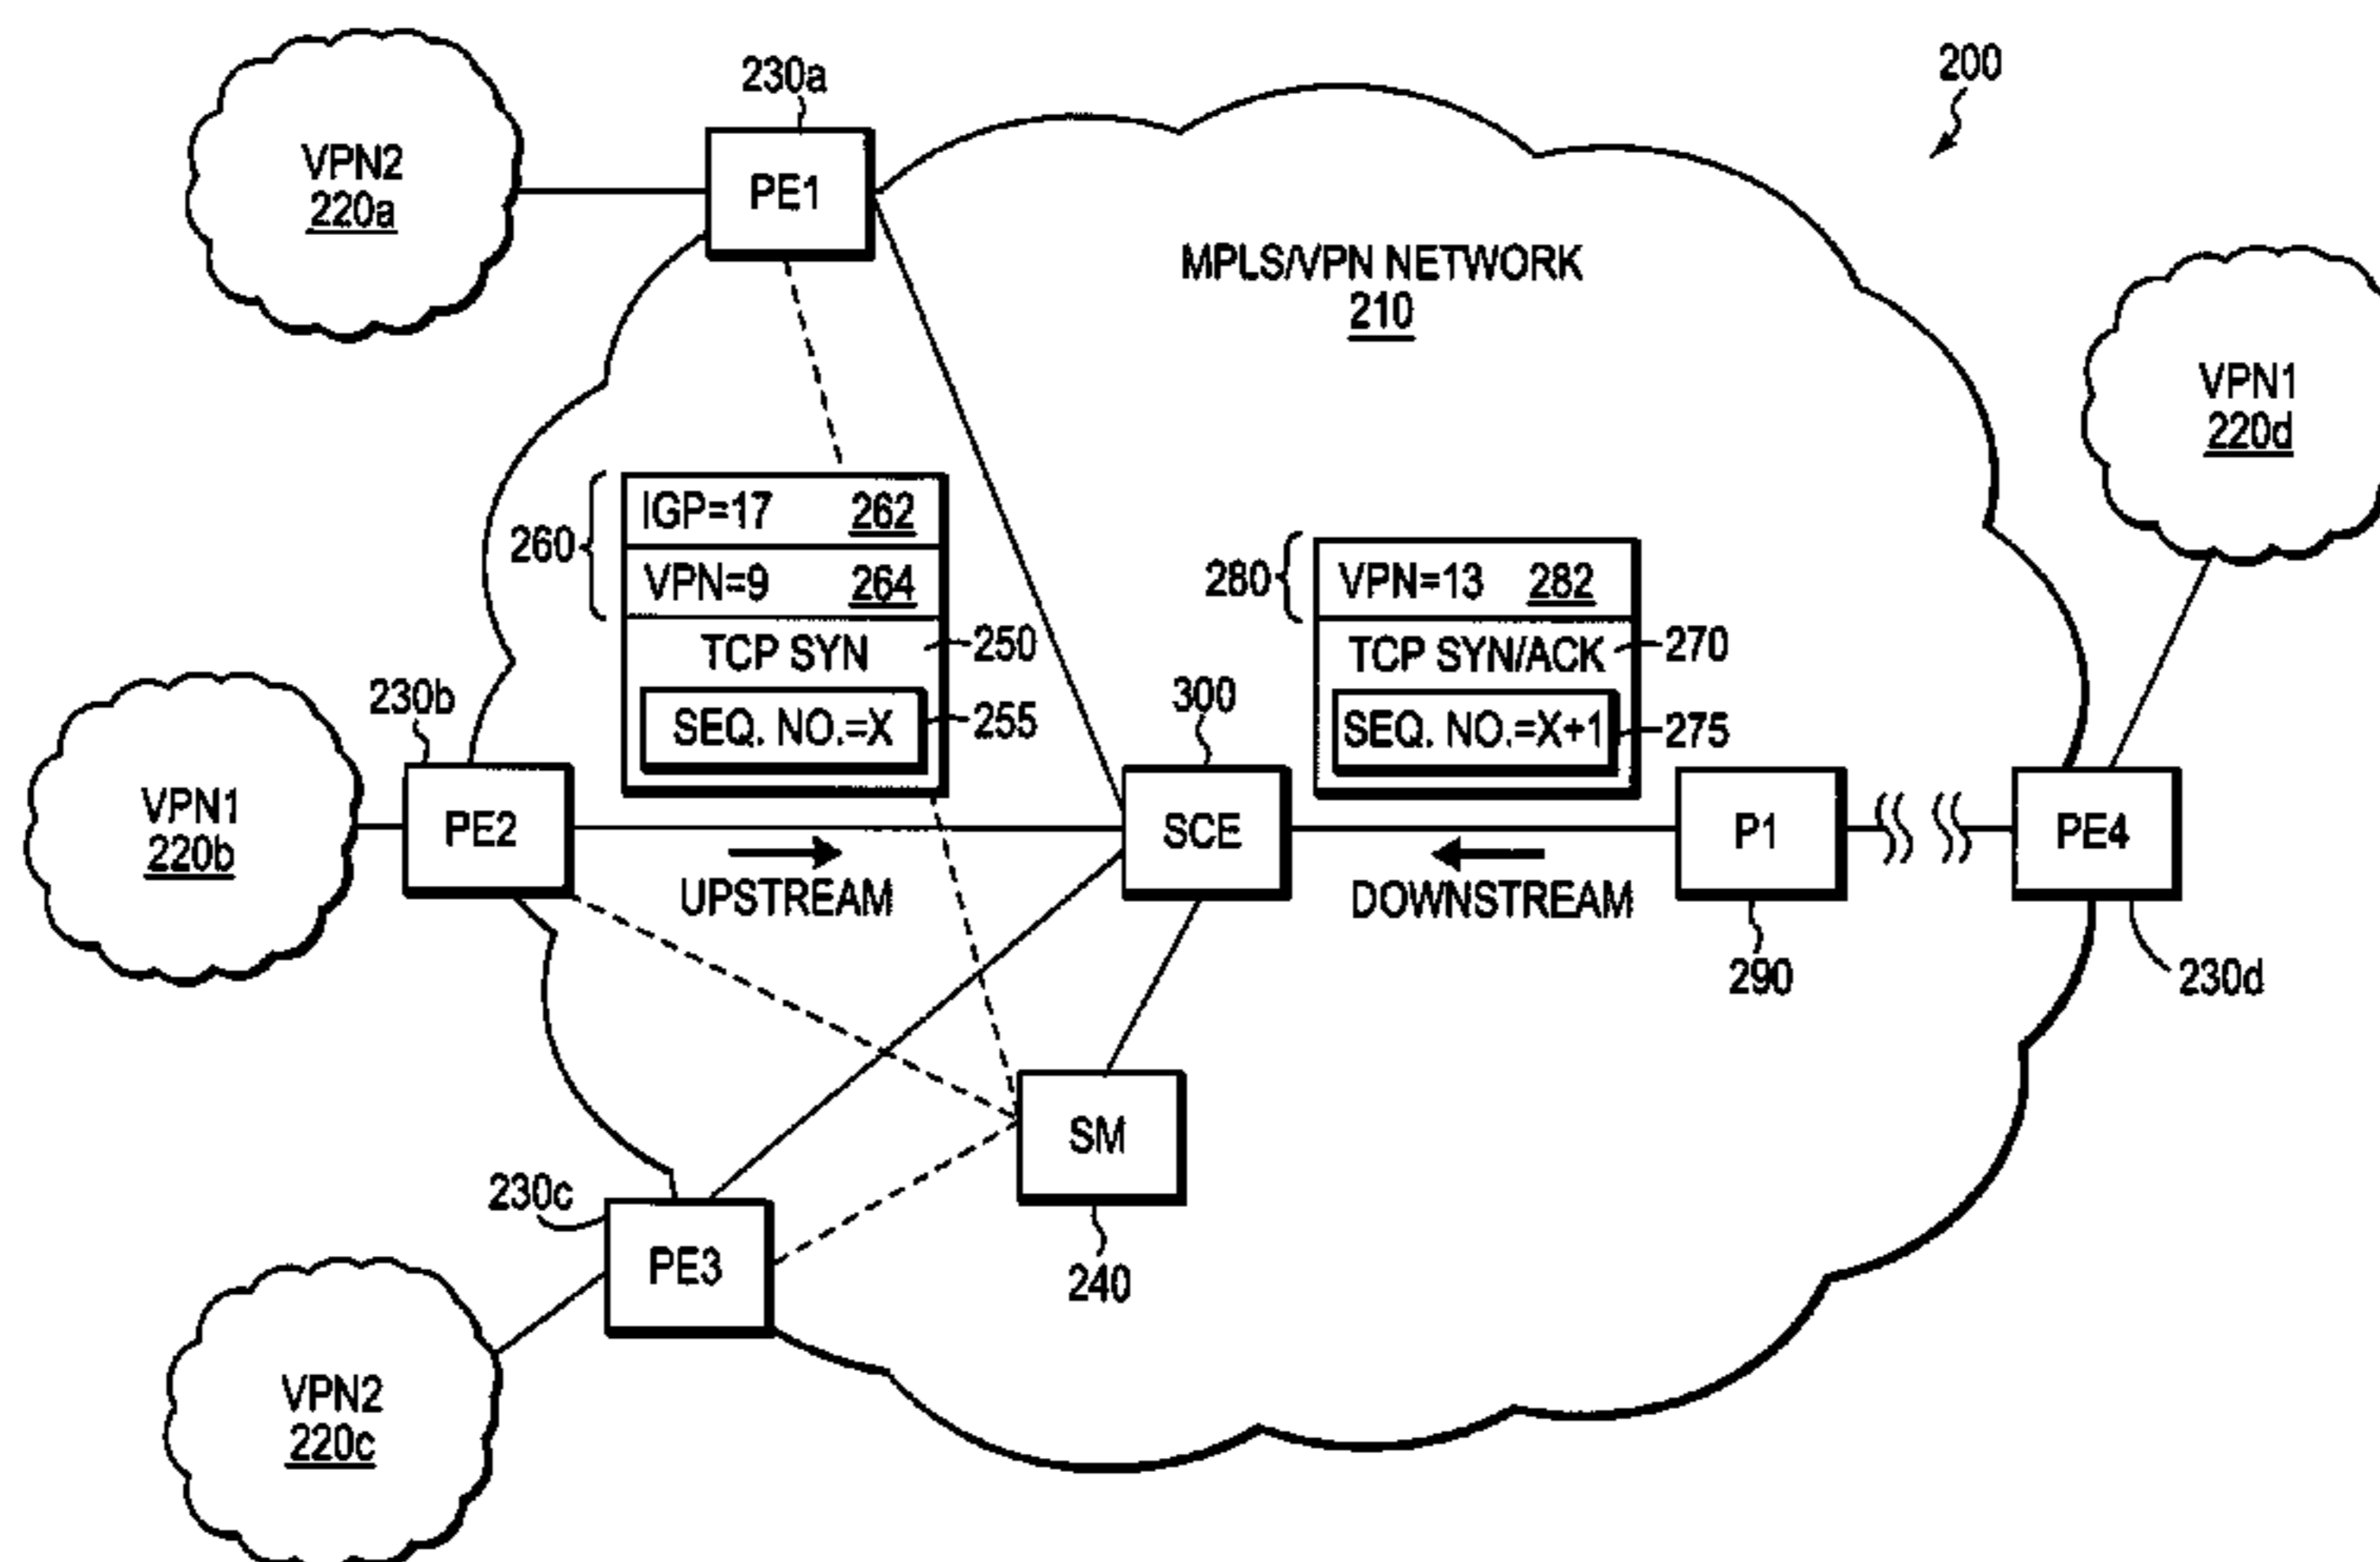 200
230a
VPN2
220a
PE1
MPLS/VPN NETWORK
210
VPN1
220d
260
IGP=17 262
VPN=9 264
TCP SYN 250
SEQ. NO.=X 255
280
VPN=13 282
TCP SYN/ACK 270
SEQ. NO.=X+1 275
230b
300
VPN1
220b
PE2
SCE
P1
PE4
UPSTREAM
DOWNSTREAM
290
230d
SM
240
230c
PE3
VPN2
220c